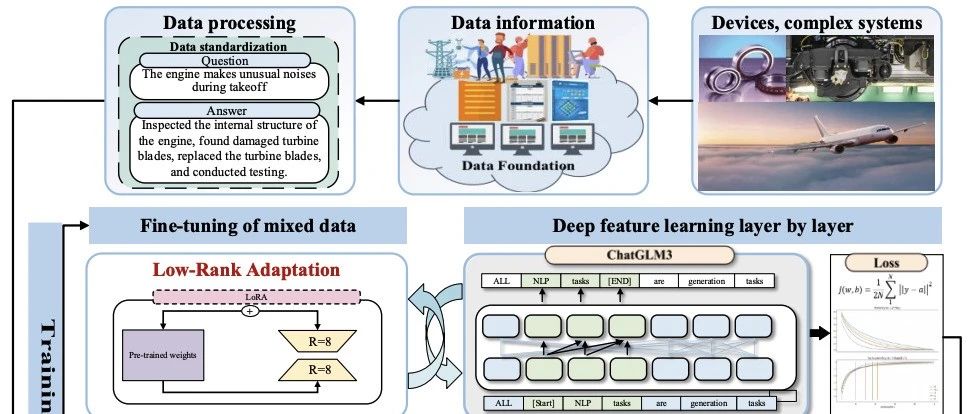 Data processing
Data standardization
Question
The engine makes unusual noises
during takeoff
Answer
Inspected the internal structure of
the engine, found damaged turbine
blades, replaced the turbine blades,
and conducted testing.
Data information
Data Foundation
Devices, complex systems
Trainin
Fine-tuning of mixed data
Low-Rank Adaptation
LoRA
+
Pre-trained weights
R=8
R=8
Deep feature learning layer by layer
ChatGLM3
ALL NLP tasks [END] are generation tasks
ALL [Start] NLP tasks are generation tasks
Loss
j(w,b) = 1/2N ∑ N 1 ||y − a||²